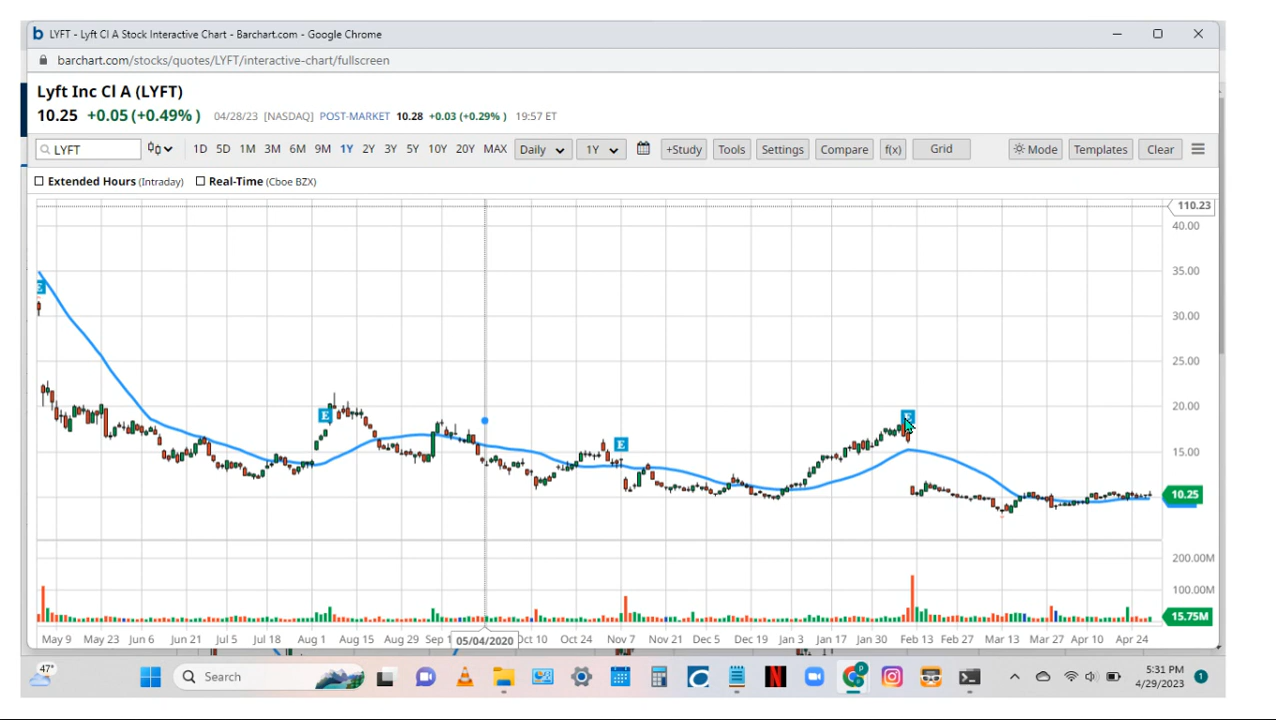 LYFT - Lyft Cl A Stock Interactive Chart - Barchart.com - Google Chrome
barchart.com/stocks/quotes/LYFT/interactive-chart/fullscreen
Lyft Inc Cl A (LYFT)
10.25 +0.05 (+0.49%) 04/28/23 [NASDAQ] POST-MARKET 10.28 +0.03 (+0.29%) 19:57 ET
LYFT 1D 5D 1M 3M 6M 9M 1Y 2Y 3Y 5Y 10Y 20Y MAX Daily 1Y +Study Tools Settings Compare f(x) Grid Mode Templates Clear
Extended Hours (Intraday) Real-Time (Cboe BZX)
110.23
40.00
35.00
E
30.00
25.00
20.00
E E
E
15.00
10.25
200.00M
100.00M
15.75M
May 9 May 23 Jun 6 Jun 21 Jul 5 Jul 18 Aug 1 Aug 15 Aug 29 Sep 05/04/2020 Oct 10 Oct 24 Nov 7 Nov 21 Dec 5 Dec 19 Jan 3 Jan 17 Jan 30 Feb 13 Feb 27 Mar 13 Mar 27 Apr 10 Apr 24
47°
Search
5:31 PM
4/29/2023
1